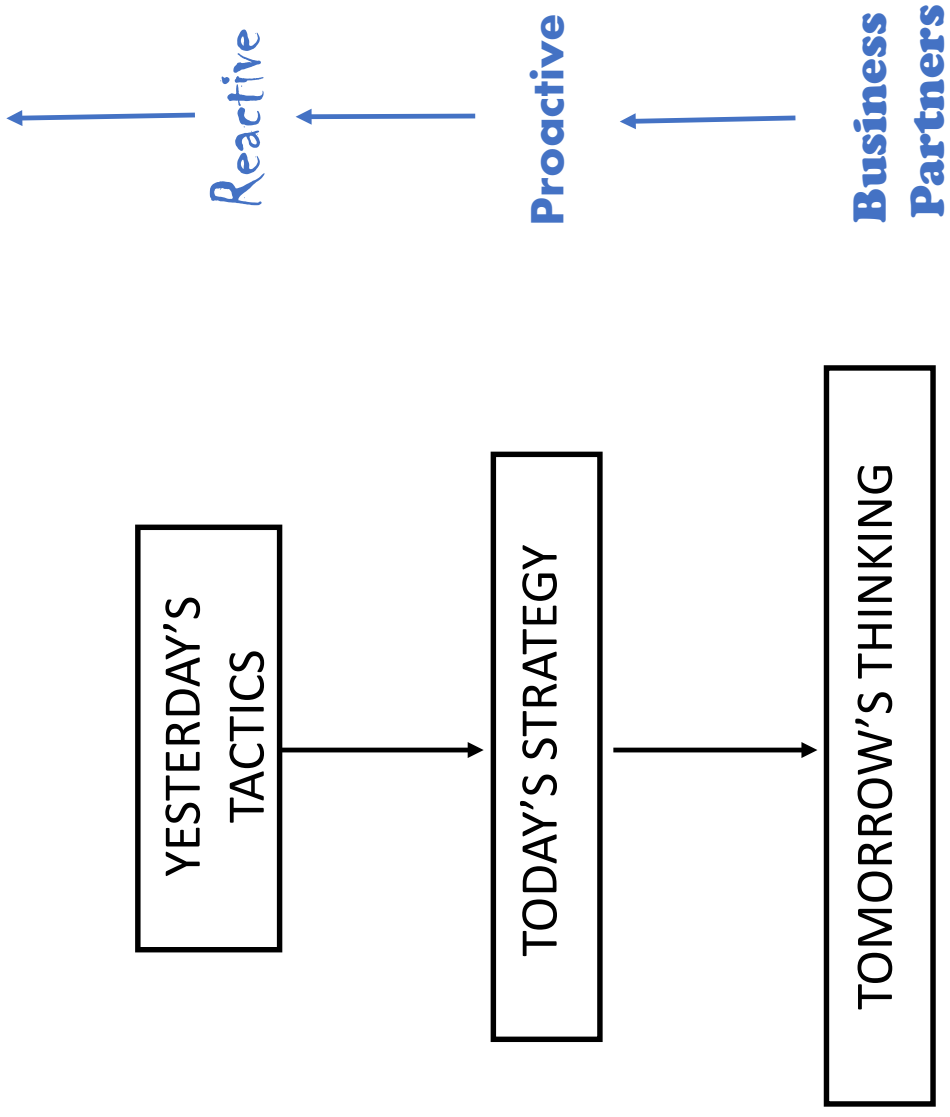 YESTERDAY'S
TACTICS
TODAY'S STRATEGY
TOMORROW'S THINKING
Reactive
Proactive
Business
Partners